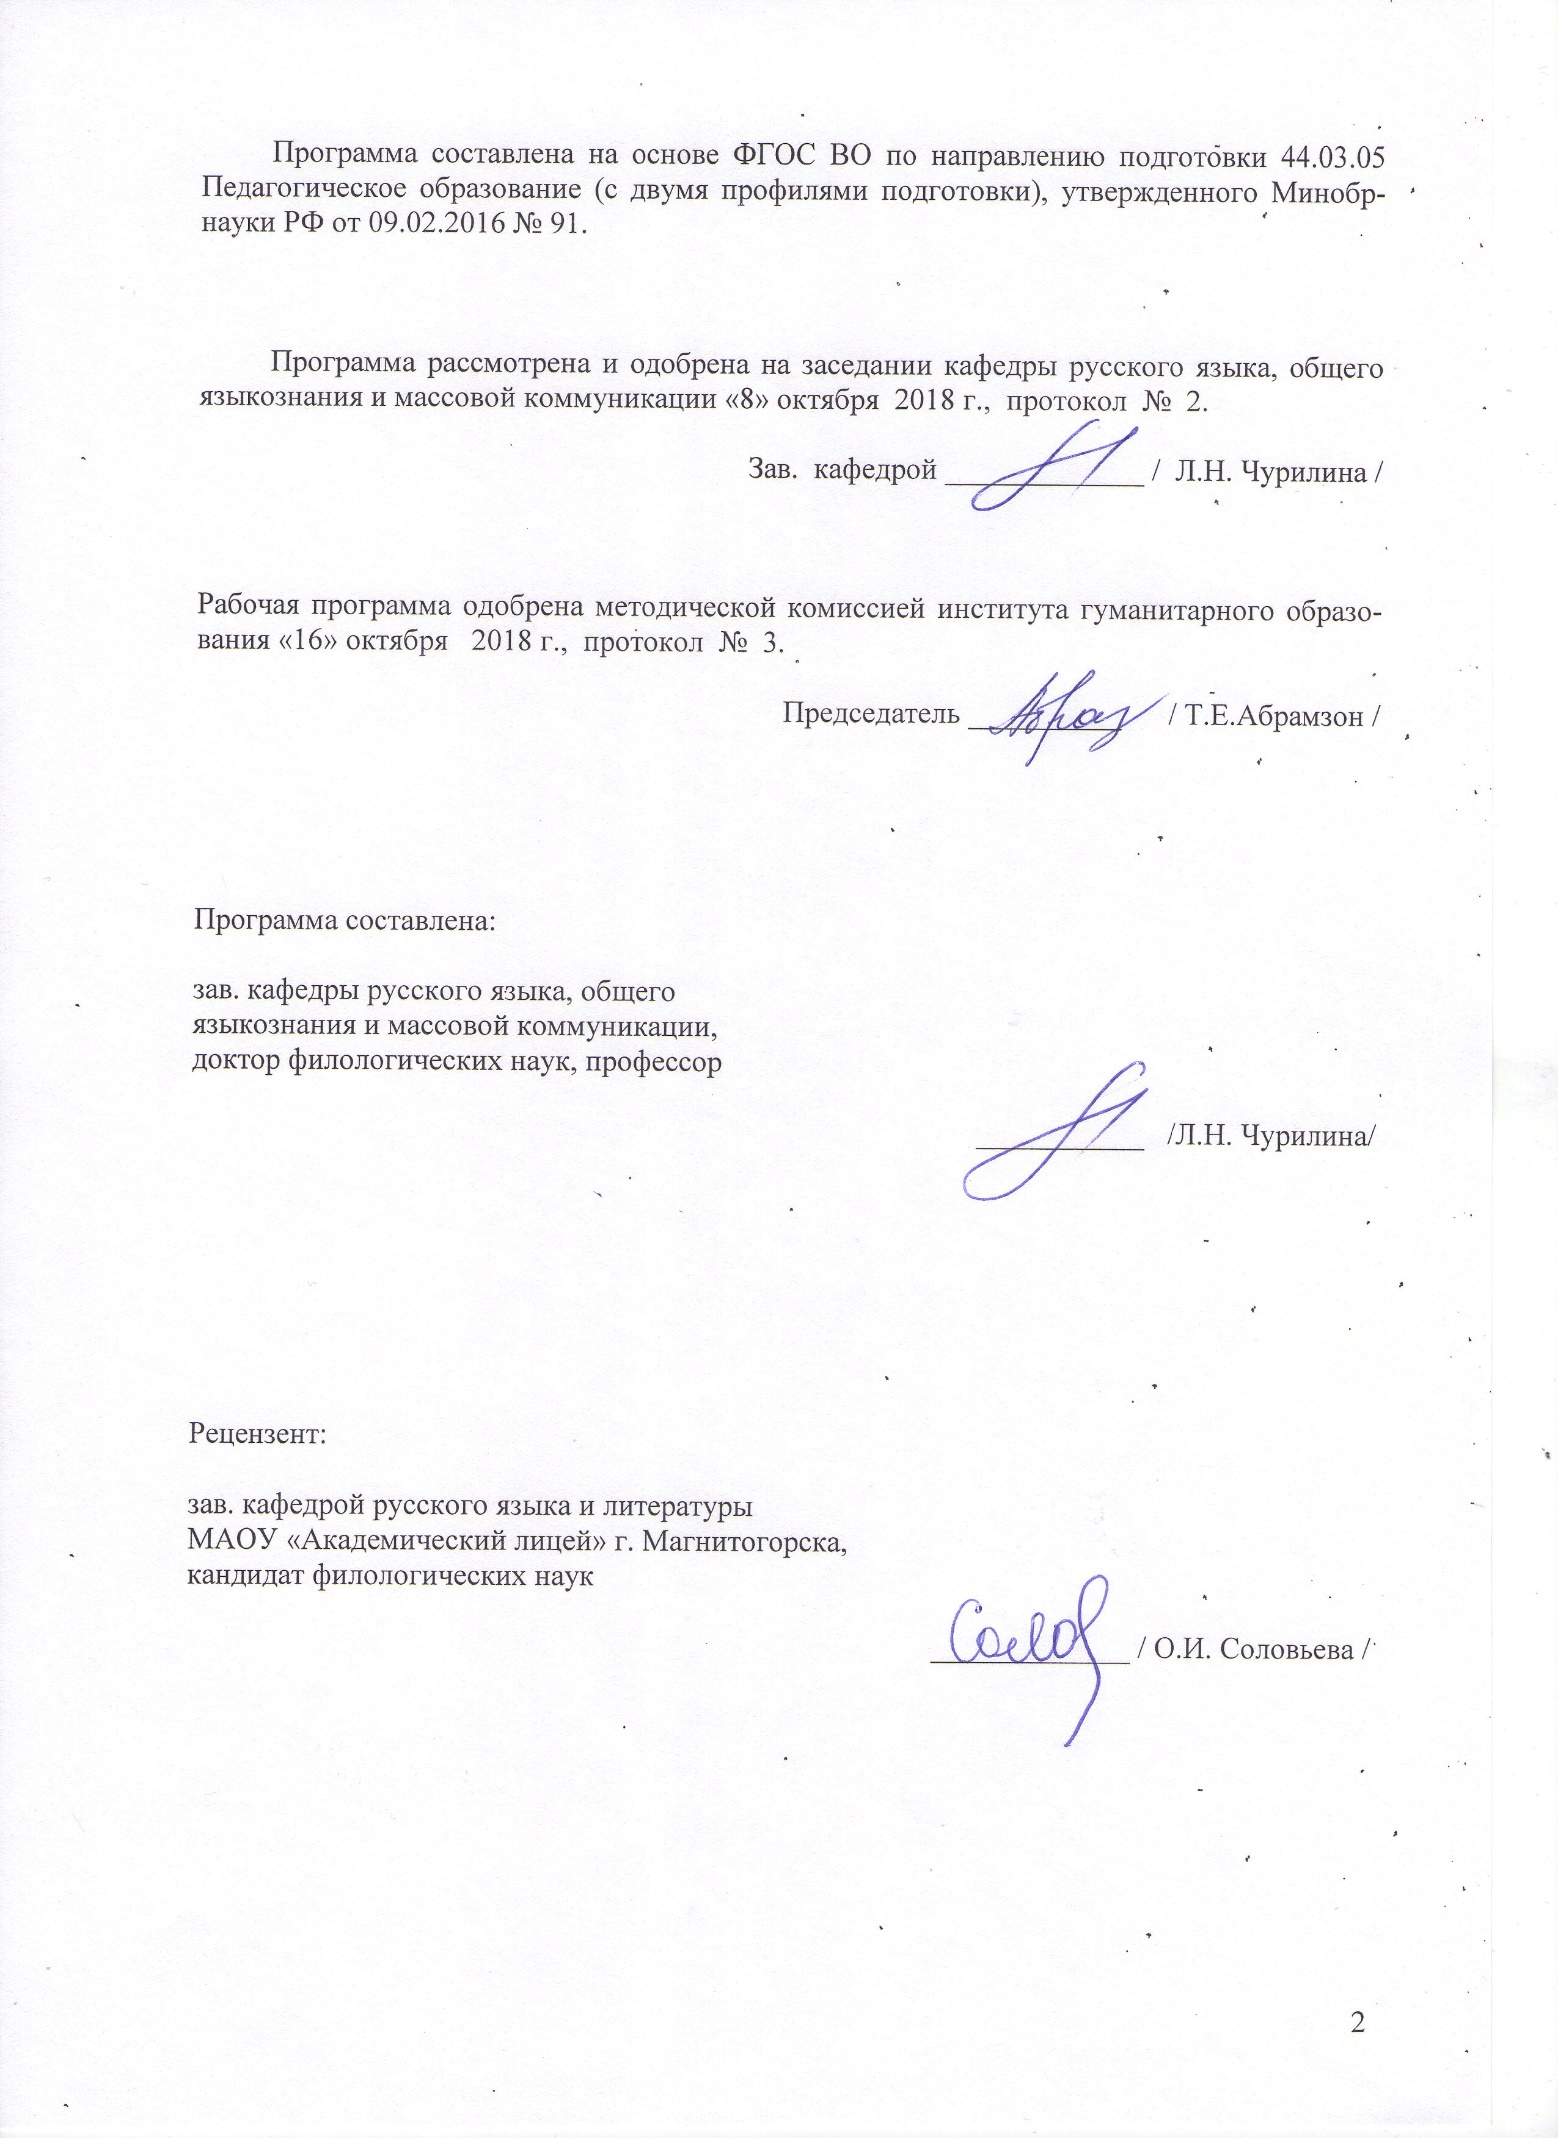 Программа составлена на основе ФГОС ВО по направлению подготовки 44.03.05
Педагогическое образование (с двумя профилями подготовки), утвержденного Минобр-
науки РФ от 09.02.2016 № 91.
Программа рассмотрена и одобрена на заседании кафедры русского языка, общего
языкознания и массовой коммуникации «8» октября 2018 г., протокол № 2.
Зав. кафедрой _____________ / Л.Н. Чурилина /
Рабочая программа одобрена методической комиссией института гуманитарного образо-
вания «16» октября 2018 г., протокол № 3.
Председатель __________ / Т.Е.Абрамзон /
Программа составлена:
зав. кафедры русского языка, общего
языкознания и массовой коммуникации,
доктор филологических наук, профессор
___________ /Л.Н. Чурилина/
Рецензент:
зав. кафедрой русского языка и литературы
МАОУ «Академический лицей» г. Магнитогорска,
кандидат филологических наук
_____________ / О.И. Соловьева /
2